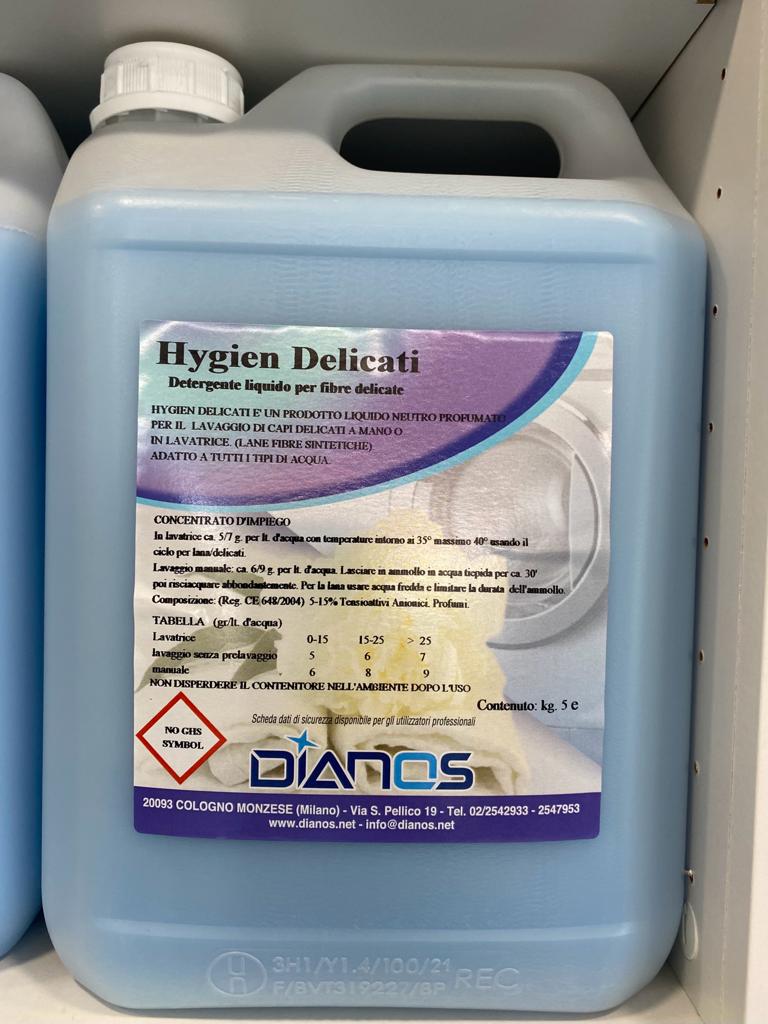 Hygien Delicati
Detergente liquido per fibre delicate
HYGIEN DELICATI E' UN PRODOTTO LIQUIDO NEUTRO PROFUMATO
PER IL LAVAGGIO DI CAPI DELICATI A MANO O
IN LAVATRICE. (LANE FIBRE SINTETICHE)
ADATTO A TUTTI I TIPI DI ACQUA.
CONCENTRATO D'IMPIEGO
In lavatrice ca. 5/7 g. per lt. d'acqua con temperature intorno ai 35° massimo 40° usando il
ciclo per lana/delicati.
Lavaggio manuale: ca. 6/9 g. per lt. d'acqua. Lasciare in ammollo in acqua tiepida per ca. 30'
poi risciacquare abbondantemente. Per la lana usare acqua fredda e limitare la durata dell'ammollo.
Composizione: (Reg. CE 648/2004) 5-15% Tensioattivi Anionici. Profumi.
TABELLA (gr/lt. d'acqua)
Lavatrice 0-15 15-25 > 25
lavaggio senza prelavaggio 5 6 7
manuale 6 8 9
NON DISPERDERE IL CONTENITORE NELL'AMBIENTE DOPO L'USO
Contenuto: kg. 5 e
Scheda dati di sicurezza disponibile per gli utilizzatori professionali
NO GHS
SYMBOL
DIANOS
20093 COLOGNO MONZESE (Milano) - Via S. Pellico 19 - Tel. 02/2542933 - 2547953
www.dianos.net - info@dianos.net
un 3H1/Y1.4/100/21
F/BVT319227/BP REC